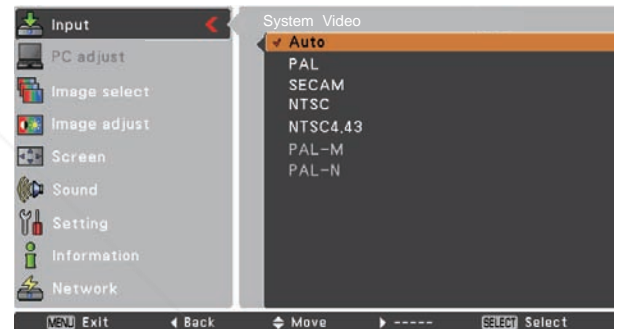 Input
PC adjust
Image select
Image adjust
Screen
Sound
Setting
Information
Network
System Video
Auto
PAL
SECAM
NTSC
NTSC4.43
PAL-M
PAL-N
MENU Exit
Back
Move
-----
SELECT Select